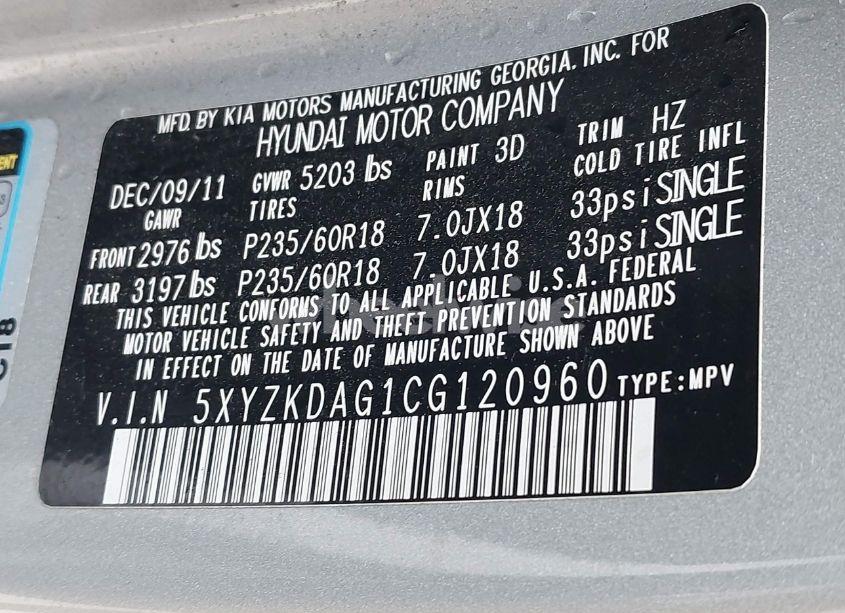 MFD. BY KIA MOTORS MANUFACTURING GEORGIA. INC. FOR
HYUNDAI MOTOR COMPANY
DEC/09/11 GVWR 5203 lbs PAINT 3D TRIM HZ
GAWR TIRES RIMS COLD TIRE INFL
FRONT 2976 lbs P235/60R18 7.0JX18 33psi SINGLE
REAR 3197 lbs P235/60R18 7.0JX18 33psi SINGLE
THIS VEHICLE CONFORMS TO ALL APPLICABLE U.S.A. FEDERAL
MOTOR VEHICLE SAFETY AND THEFT PREVENTION STANDARDS
IN EFFECT ON THE DATE OF MANUFACTURE SHOWN ABOVE
V.I.N 5XYZKDAG1CG120960 TYPE:MPV